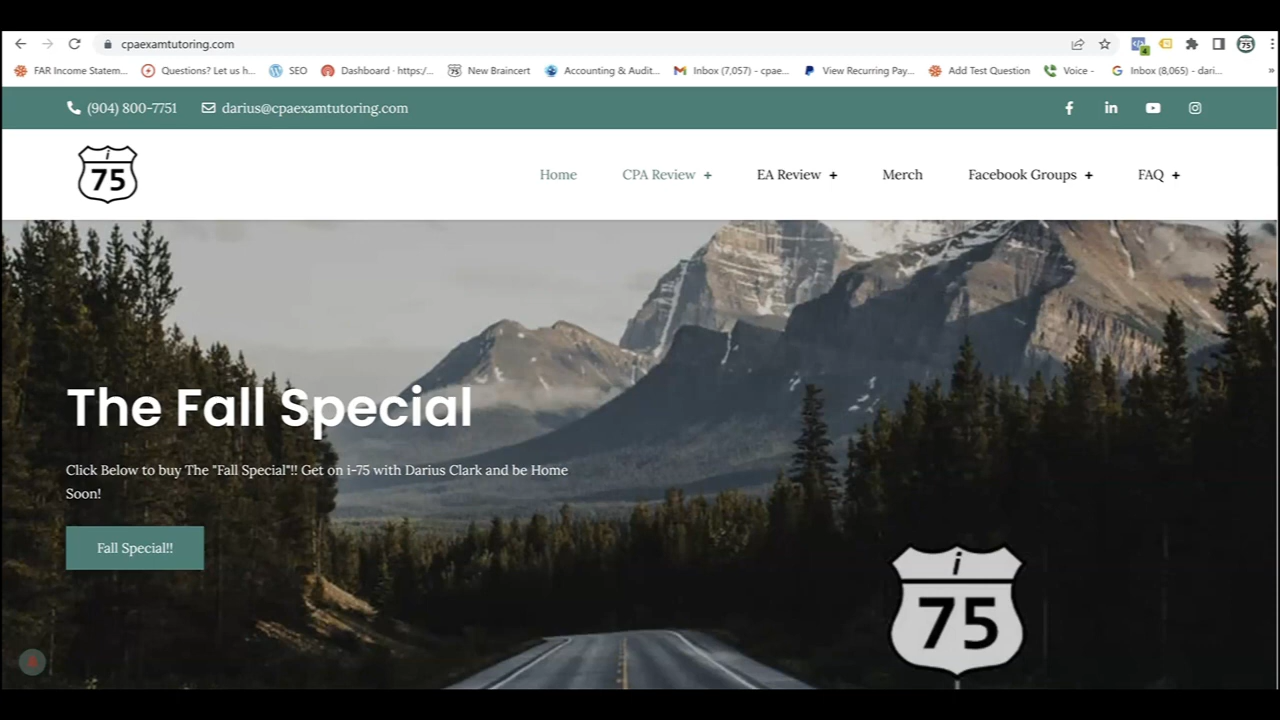 cpaexamtutoring.com
FAR Income Statem... Questions? Let us h... SEO Dashboard · https:/... New Braincert Accounting & Audit... Inbox (7,057) - cpae... View Recurring Pay... Add Test Question Voice - Inbox (8,065) - dari... »
(904) 800-7751 darius@cpaexamtutoring.com
i
75
Home CPA Review + EA Review + Merch Facebook Groups + FAQ +
The Fall Special
Click Below to buy The "Fall Special"!! Get on i-75 with Darius Clark and be Home
Soon!
Fall Special!!
i
75